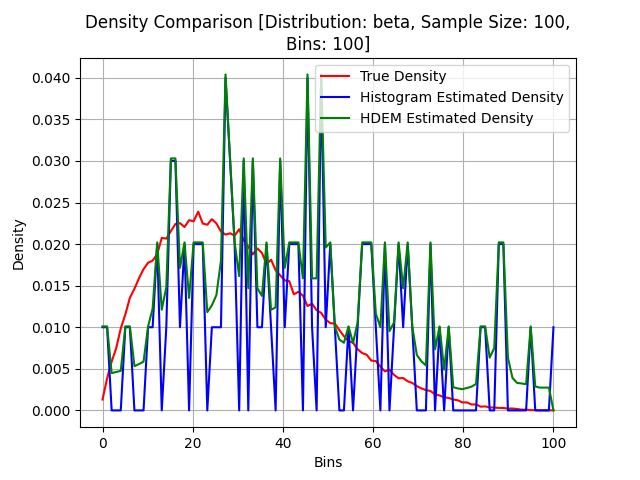 Density Comparison [Distribution: beta, Sample Size: 100,
Bins: 100]
True Density
Histogram Estimated Density
HDEM Estimated Density
Density
0.040
0.035
0.030
0.025
0.020
0.015
0.010
0.005
0.000
0 20 40 60 80 100
Bins